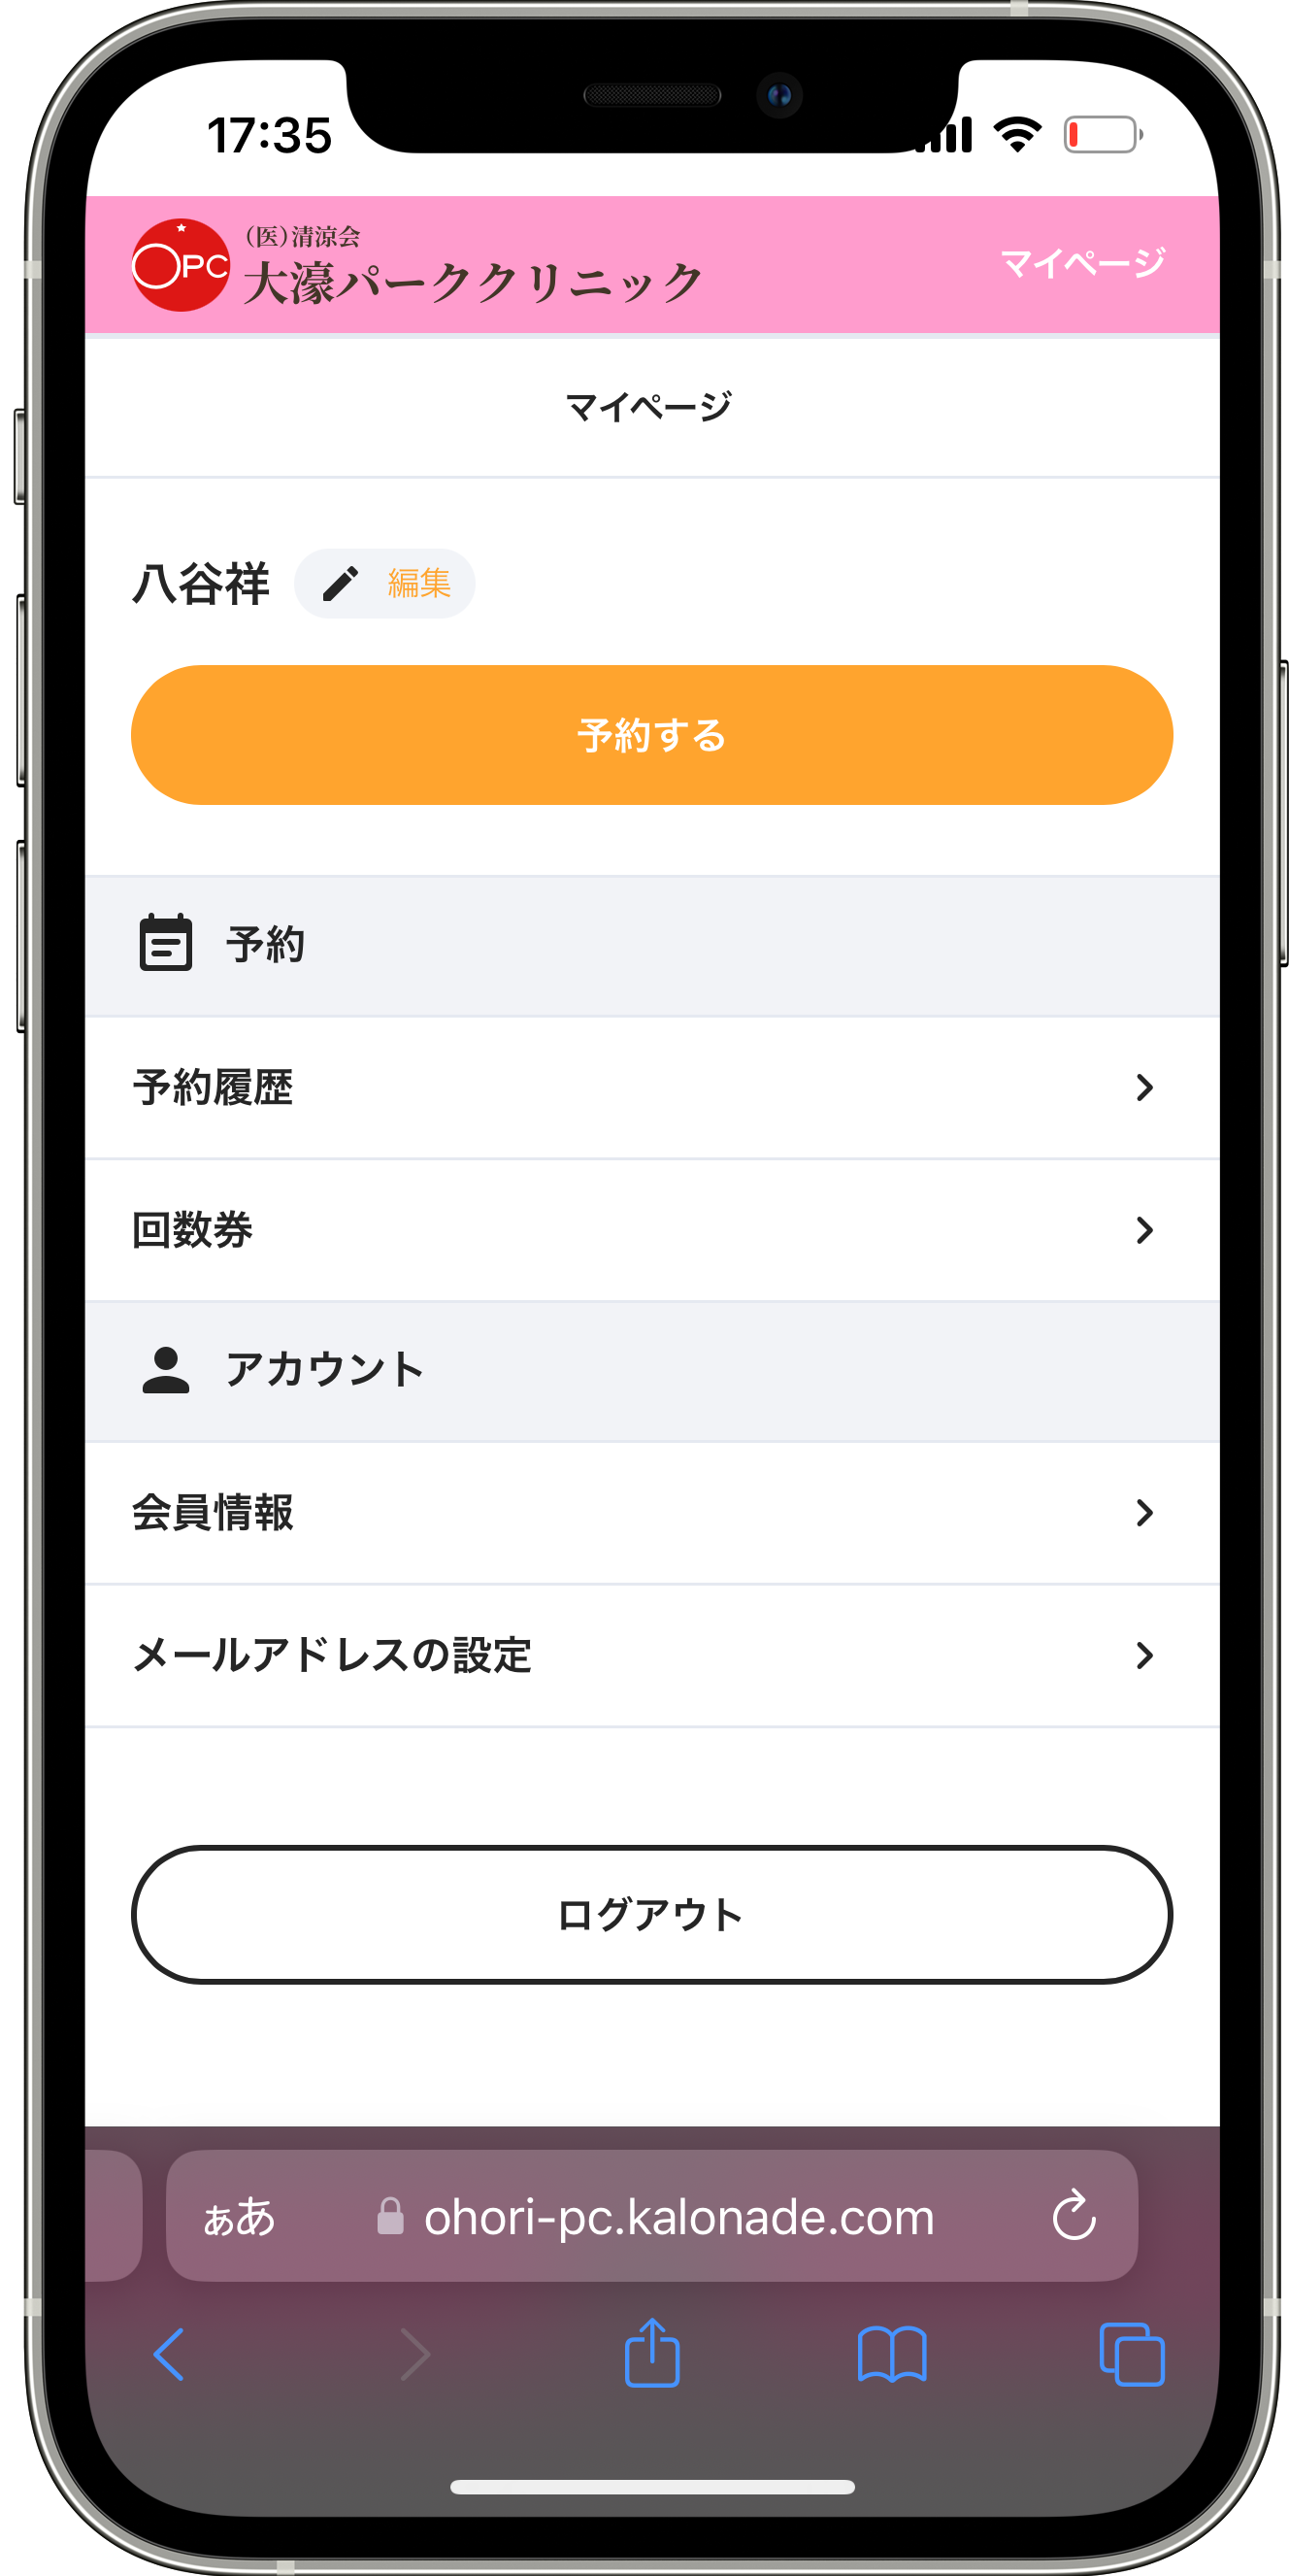 17:35
OPC
（医）清涼会
大濠パーククリニック
マイページ
マイページ
八谷祥
編集
予約する
予約
予約履歴
回数券
アカウント
会員情報
メールアドレスの設定
ログアウト
ぁあ
ohori-pc.kalonade.com